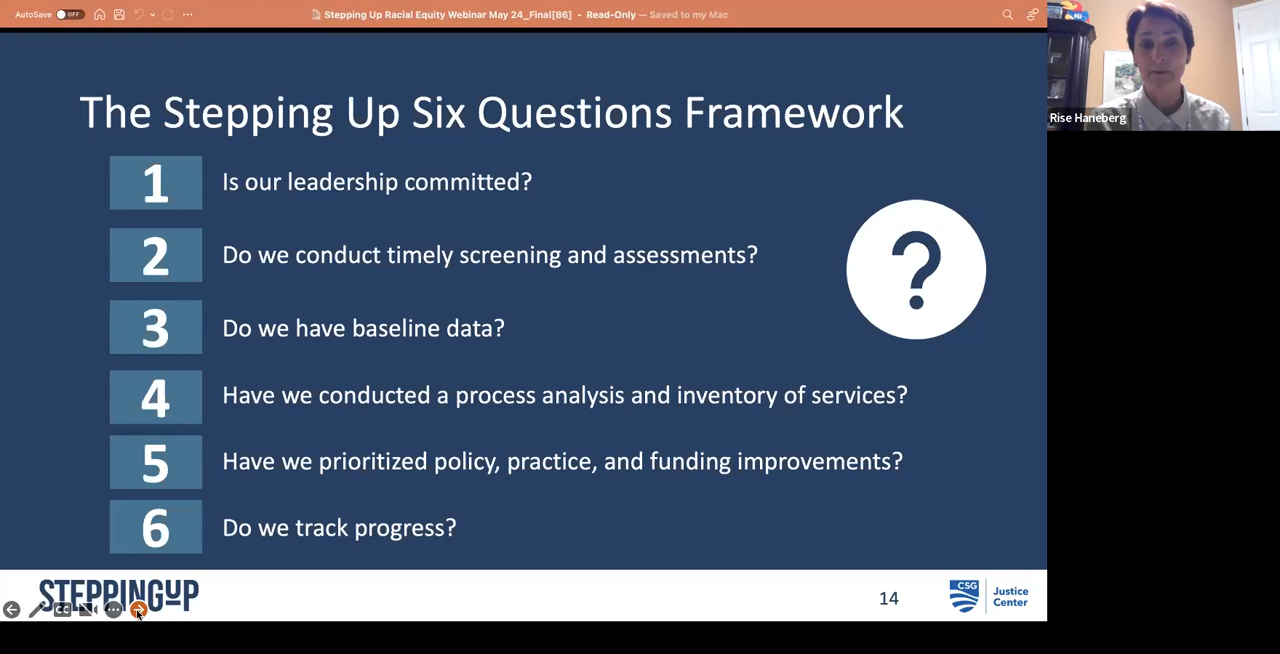 AutoSave OFF
Stepping Up Racial Equity Webinar May 24_Final[86] - Read-Only — Saved to my Mac
KU
Rise Haneberg
The Stepping Up Six Questions Framework
1 Is our leadership committed?
2 Do we conduct timely screening and assessments?
3 Do we have baseline data?
4 Have we conducted a process analysis and inventory of services?
5 Have we prioritized policy, practice, and funding improvements?
6 Do we track progress?
?
STEPPINGUP
CC
14
CSG Justice
Center